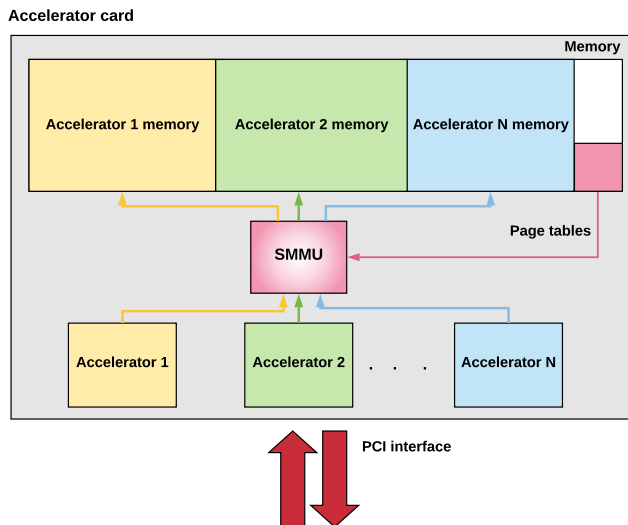 Accelerator card
Memory
Accelerator 1 memory
Accelerator 2 memory
Accelerator N memory
Page tables
SMMU
Accelerator 1
Accelerator 2
. . .
Accelerator N
PCI interface